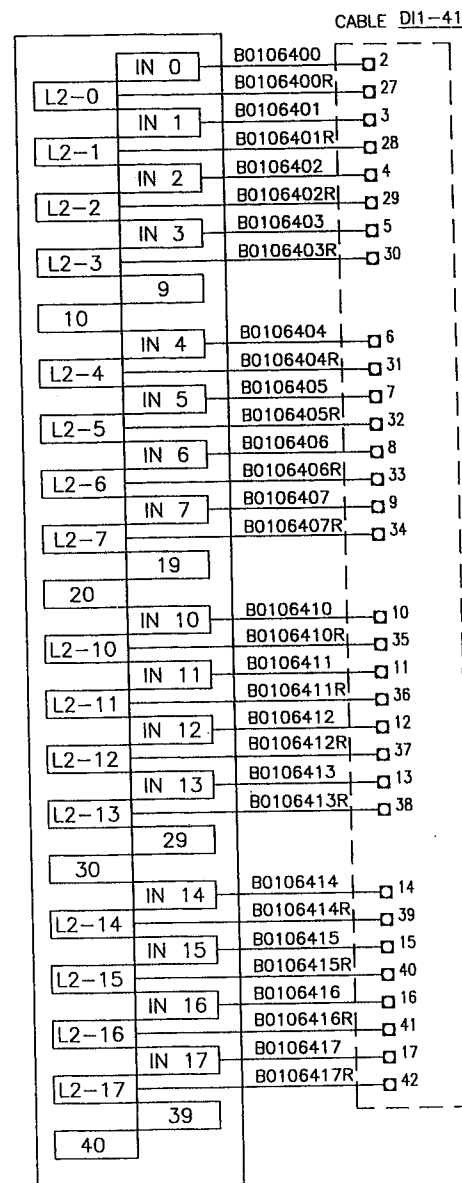 CABLE DI1-41
IN 0 B0106400 2
L2-0 B0106400R 27
IN 1 B0106401 3
L2-1 B0106401R 28
IN 2 B0106402 4
L2-2 B0106402R 29
IN 3 B0106403 5
L2-3 B0106403R 30
9
10
IN 4 B0106404 6
L2-4 B0106404R 31
IN 5 B0106405 7
L2-5 B0106405R 32
IN 6 B0106406 8
L2-6 B0106406R 33
IN 7 B0106407 9
L2-7 B0106407R 34
19
20
IN 10 B0106410 10
L2-10 B0106410R 35
IN 11 B0106411 11
L2-11 B0106411R 36
IN 12 B0106412 12
L2-12 B0106412R 37
IN 13 B0106413 13
L2-13 B0106413R 38
29
30
IN 14 B0106414 14
L2-14 B0106414R 39
IN 15 B0106415 15
L2-15 B0106415R 40
IN 16 B0106416 16
L2-16 B0106416R 41
IN 17 B0106417 17
L2-17 B0106417R 42
39
40